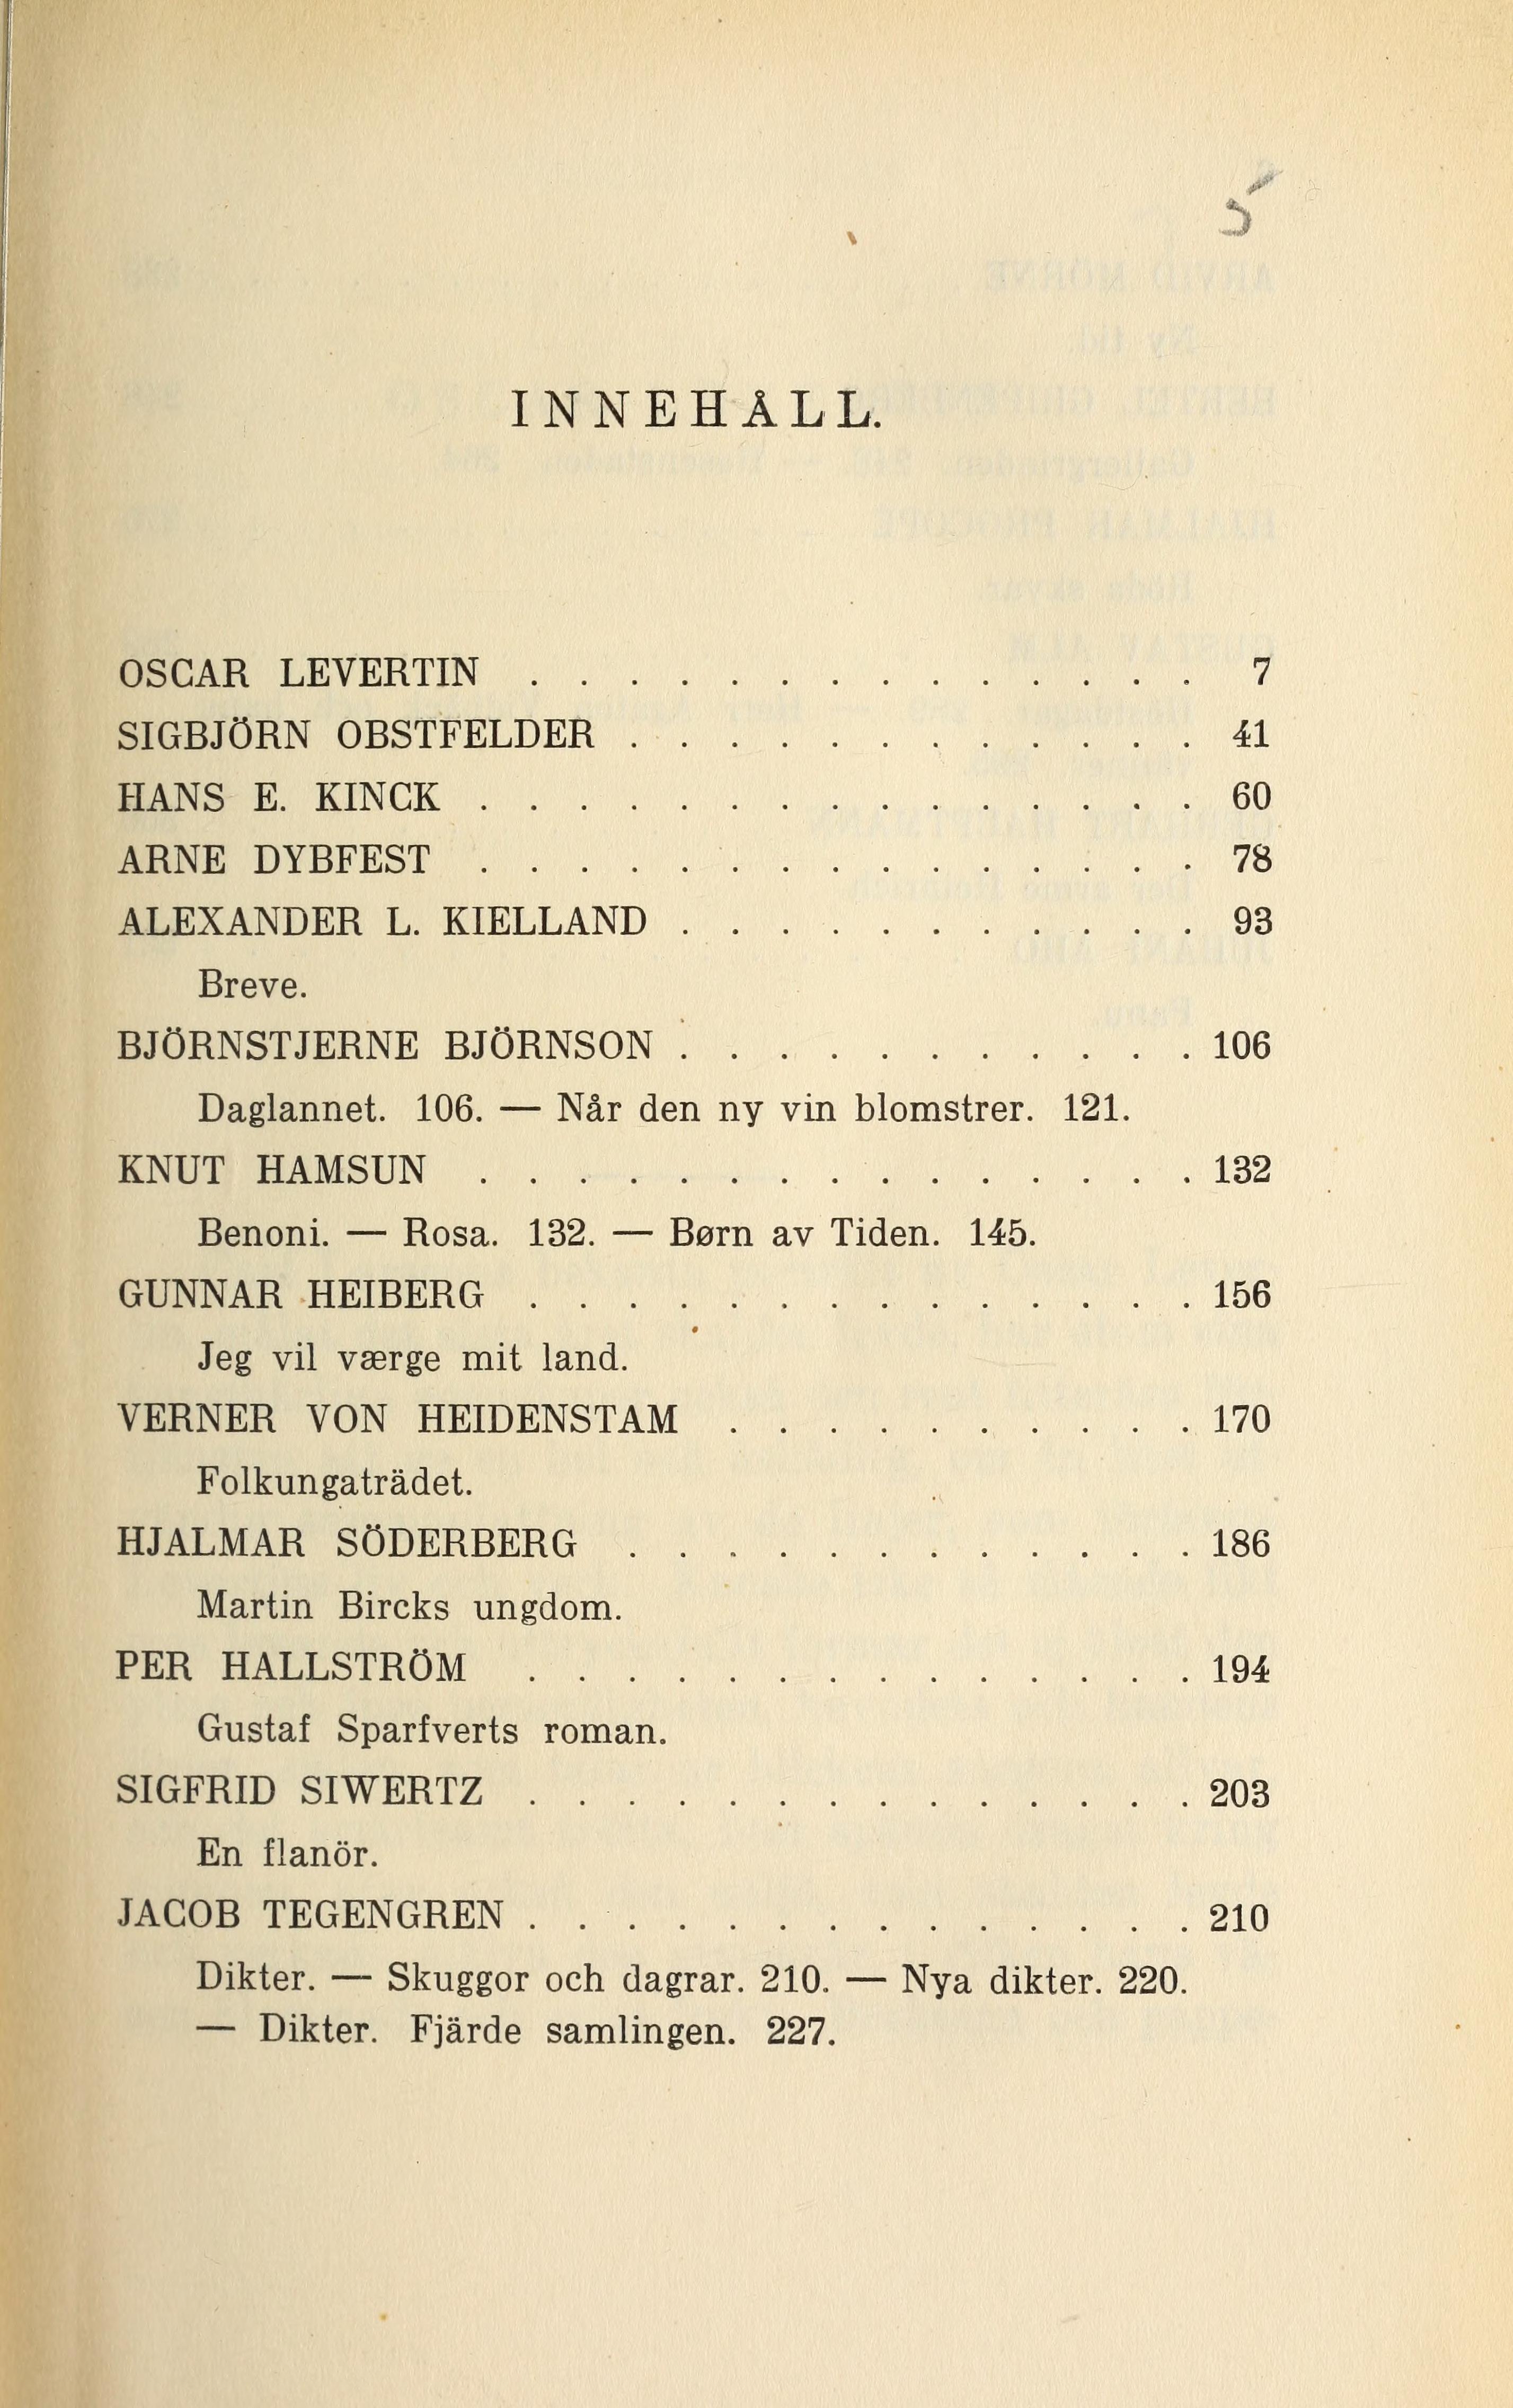 5
INNEHÅLL.
OSCAR LEVERTIN . . . . . . . . . . . . . . 7
SIGBJÖRN OBSTFELDER . . . . . . . . . . . . 41
HANS E. KINCK . . . . . . . . . . . . . . . 60
ARNE DYBFEST . . . . . . . . . . . . . . . 78
ALEXANDER L. KIELLAND . . . . . . . . . . . 93
Breve.
BJÖRNSTJERNE BJÖRNSON . . . . . . . . . . . 106
Daglannet. 106. — Når den ny vin blomstrer. 121.
KNUT HAMSUN . . . . . . . . . . . . . . . 132
Benoni. — Rosa. 132. — Børn av Tiden. 145.
GUNNAR HEIBERG . . . . . . . . . . . . . . 156
Jeg vil værge mit land.
VERNER VON HEIDENSTAM . . . . . . . . . . 170
Folkungaträdet.
HJALMAR SÖDERBERG . . . . . . . . . . . . 186
Martin Bircks ungdom.
PER HALLSTRÖM . . . . . . . . . . . . . . 194
Gustaf Sparfverts roman.
SIGFRID SIWERTZ . . . . . . . . . . . . . . 203
En flanör.
JACOB TEGENGREN . . . . . . . . . . . . . . 210
Dikter. — Skuggor och dagrar. 210. — Nya dikter. 220.
— Dikter. Fjärde samlingen. 227.